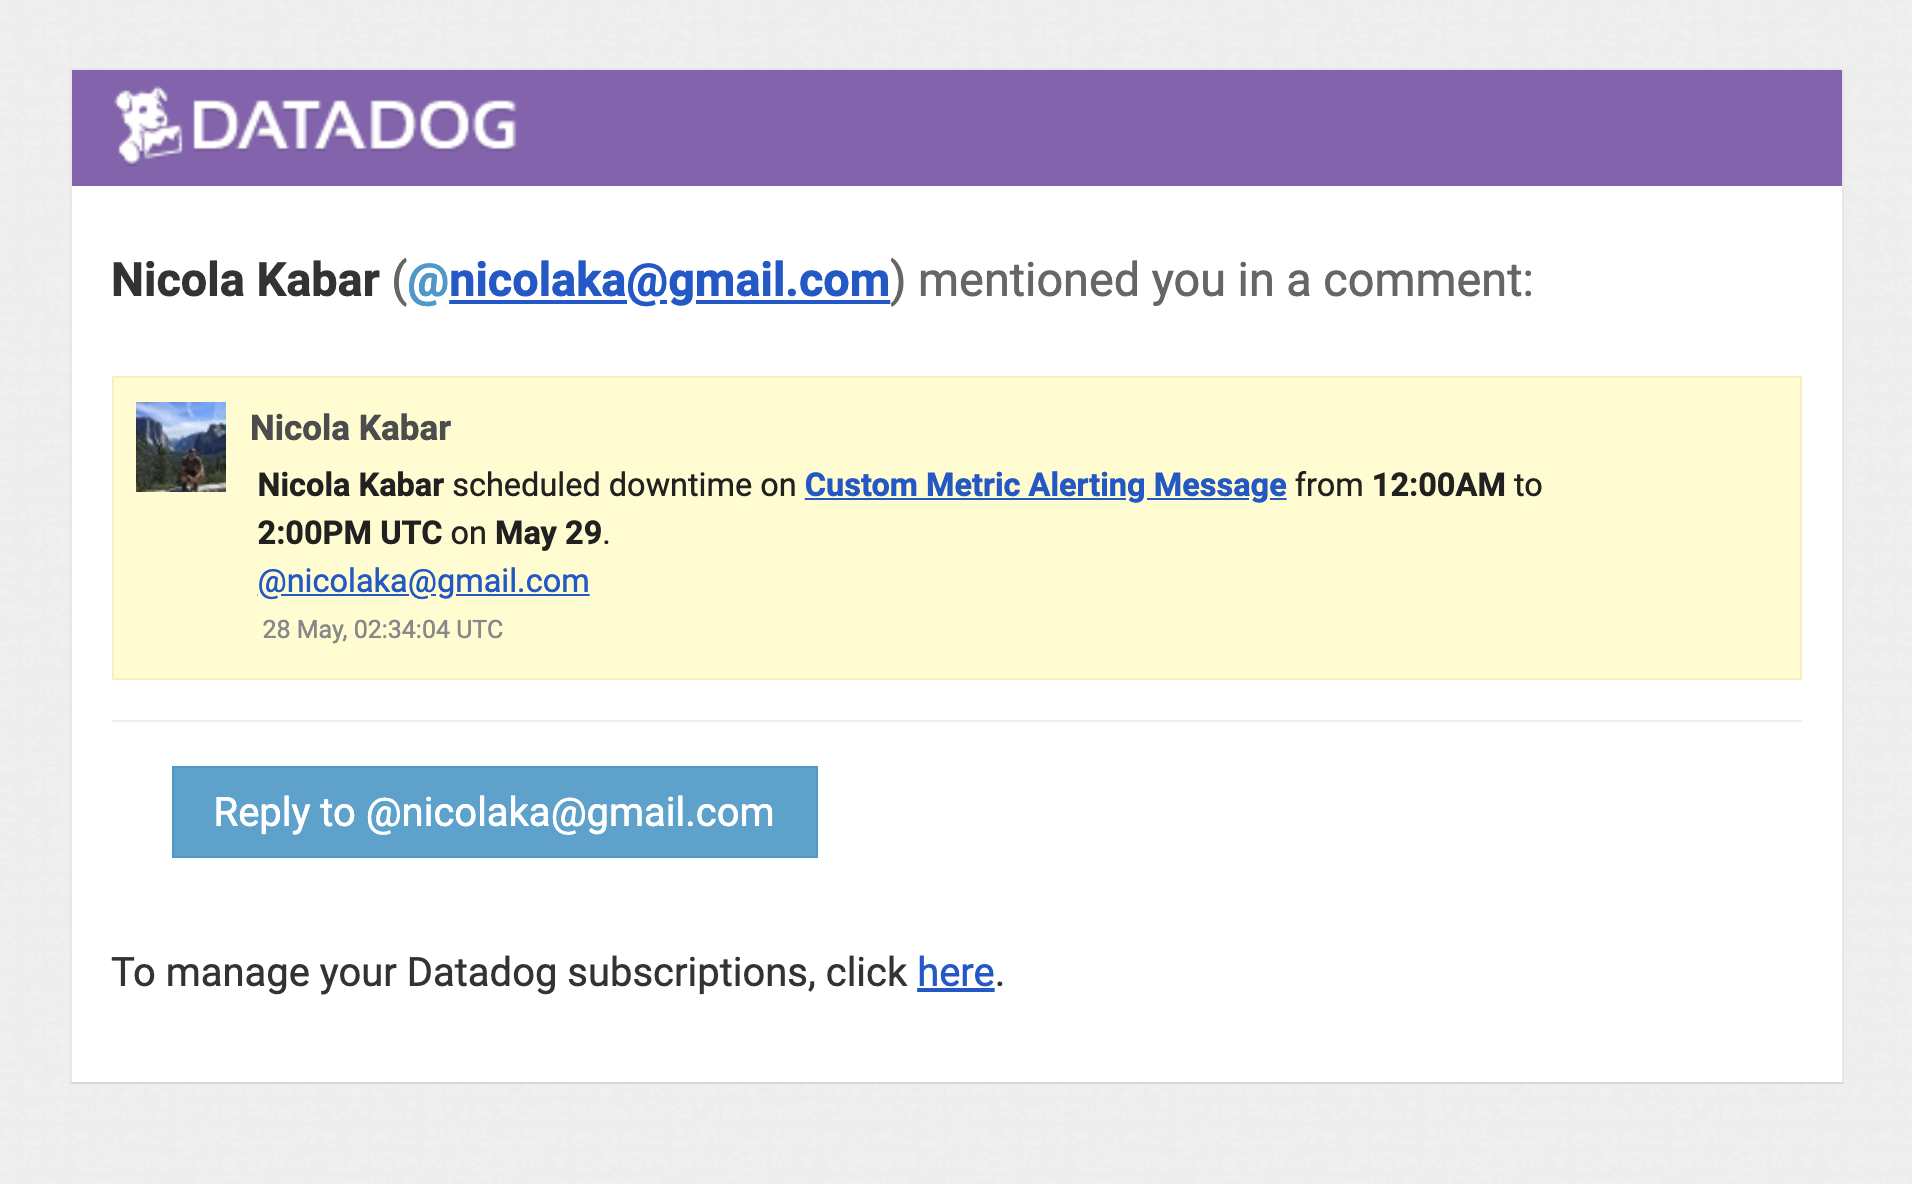 DATADOG
Nicola Kabar (@nicolaka@gmail.com) mentioned you in a comment:
Nicola Kabar
Nicola Kabar scheduled downtime on Custom Metric Alerting Message from 12:00AM to
2:00PM UTC on May 29.
@nicolaka@gmail.com
28 May, 02:34:04 UTC
Reply to @nicolaka@gmail.com
To manage your Datadog subscriptions, click here.